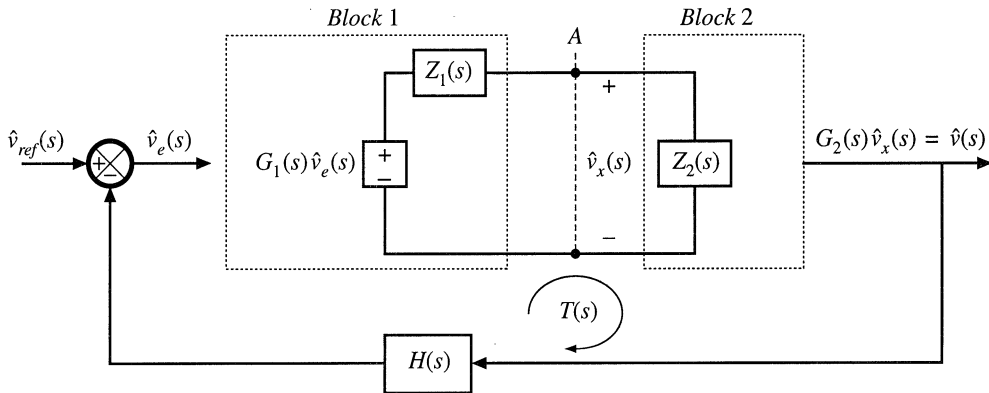 Block 1
Block 2
A
Z₁(s)
+
v̂ref(s)
v̂e(s)
G₂(s) v̂x(s) = v̂(s)
+
−
G₁(s) v̂e(s)
+
−
v̂x(s)
Z₂(s)
−
T(s)
H(s)